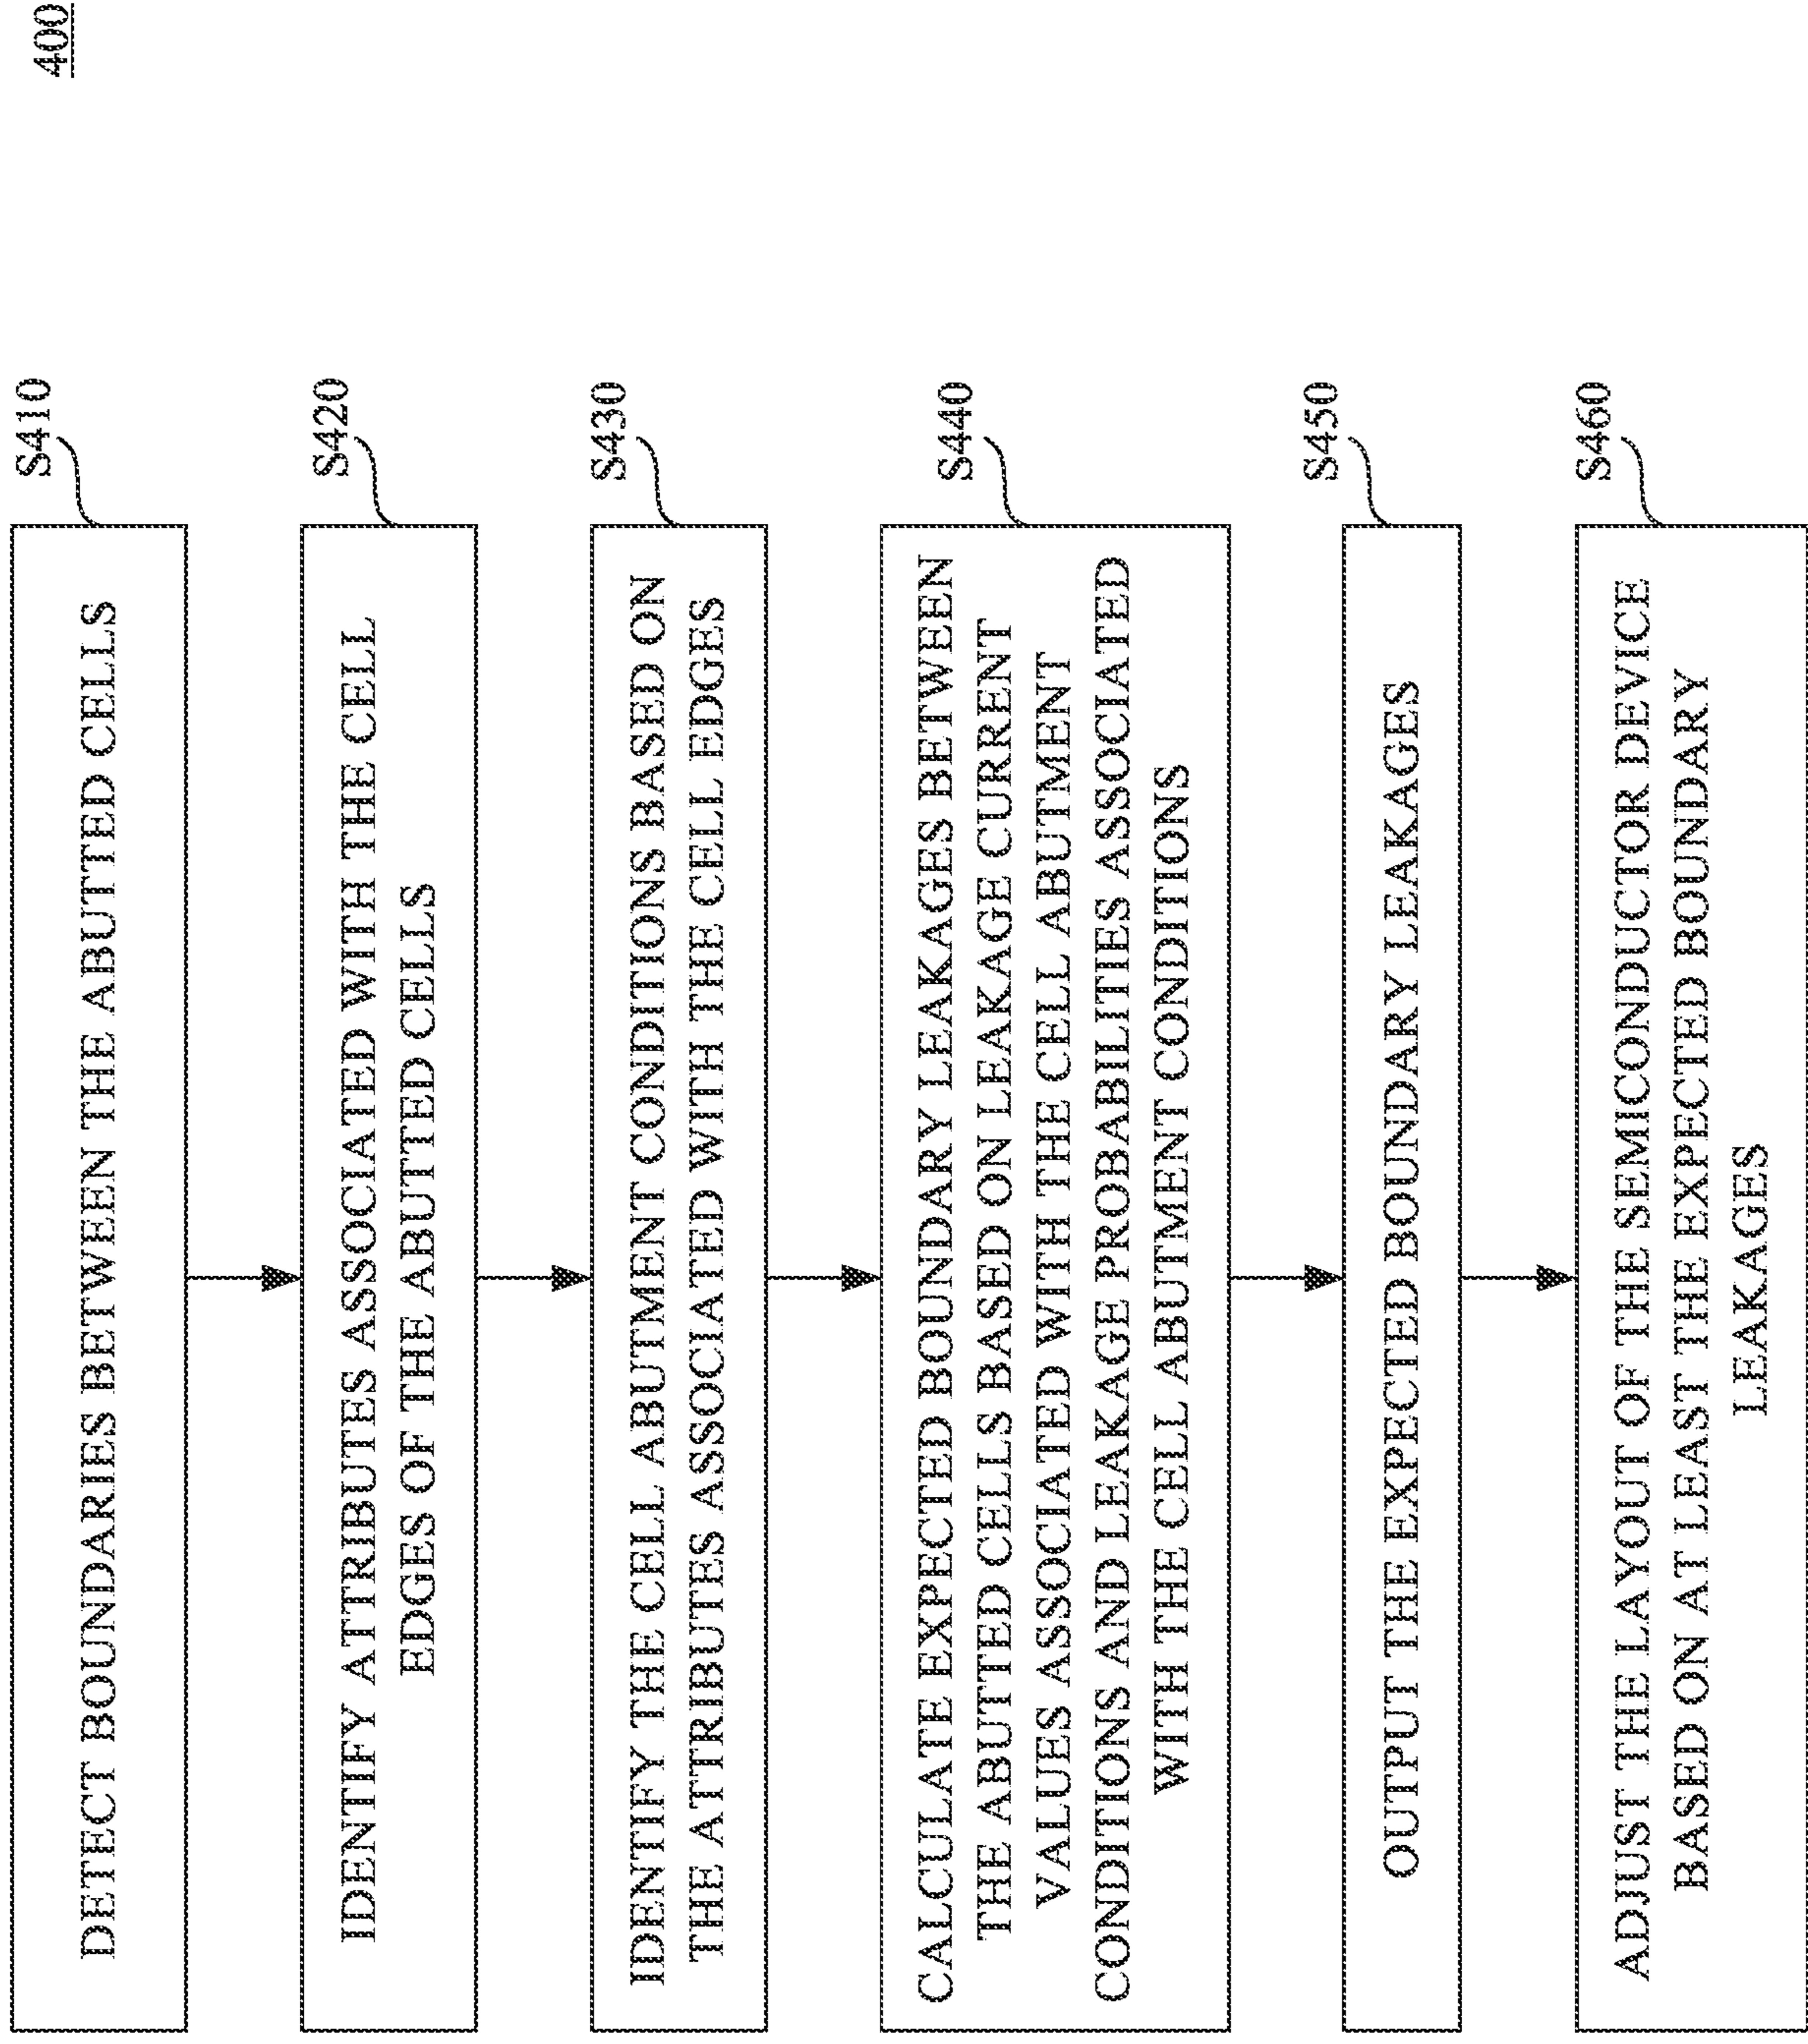 400
S410
DETECT BOUNDARIES BETWEEN THE ABUTTED CELLS
S420
IDENTIFY ATTRIBUTES ASSOCIATED WITH THE CELL
EDGES OF THE ABUTTED CELLS
S430
IDENTIFY THE CELL ABUTMENT CONDITIONS BASED ON
THE ATTRIBUTES ASSOCIATED WITH THE CELL EDGES
S440
CALCULATE EXPECTED BOUNDARY LEAKAGES BETWEEN
THE ABUTTED CELLS BASED ON LEAKAGE CURRENT
VALUES ASSOCIATED WITH THE CELL ABUTMENT
CONDITIONS AND LEAKAGE PROBABILITIES ASSOCIATED
WITH THE CELL ABUTMENT CONDITIONS
S450
OUTPUT THE EXPECTED BOUNDARY LEAKAGES
S460
ADJUST THE LAYOUT OF THE SEMICONDUCTOR DEVICE
BASED ON AT LEAST THE EXPECTED BOUNDARY
LEAKAGES